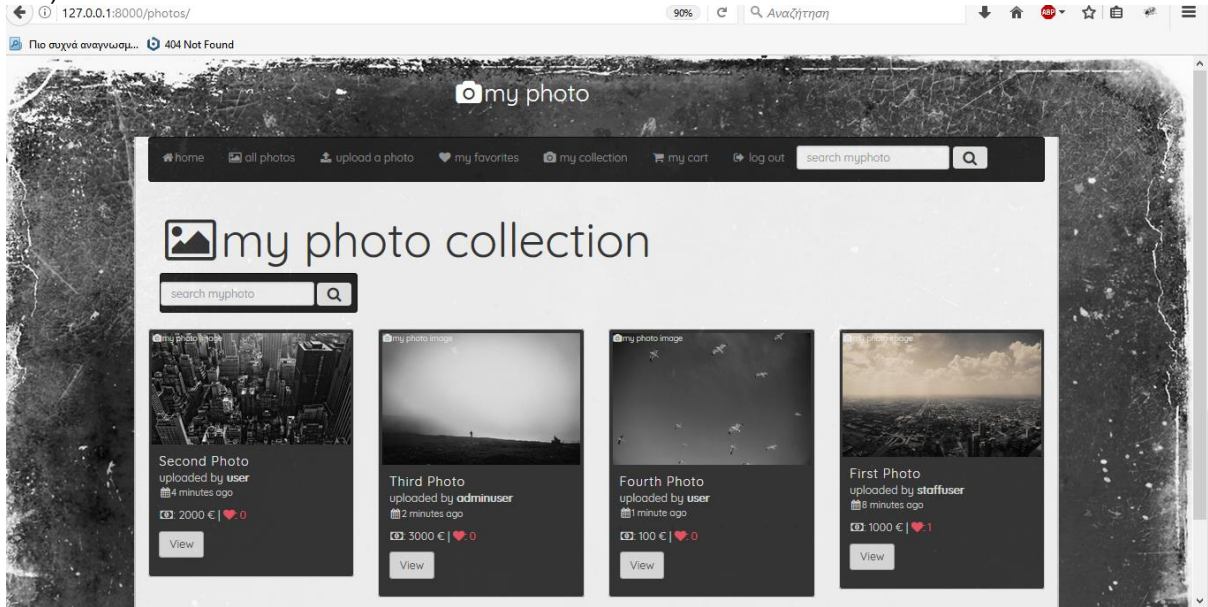 127.0.0.1:8000/photos/
90%
Αναζήτηση
ABP
Πιο συχνά αναγνωσμ...
404 Not Found
my photo
home
all photos
upload a photo
my favorites
my collection
my cart
log out
search myphoto
my photo collection
search myphoto
my photo image
Second Photo
uploaded by user
4 minutes ago
: 2000 € | : 0
View
my photo image
Third Photo
uploaded by adminuser
2 minutes ago
: 3000 € | : 0
View
my photo image
Fourth Photo
uploaded by user
1 minute ago
: 100 € | : 0
View
my photo image
First Photo
uploaded by staffuser
8 minutes ago
: 1000 € | : 1
View